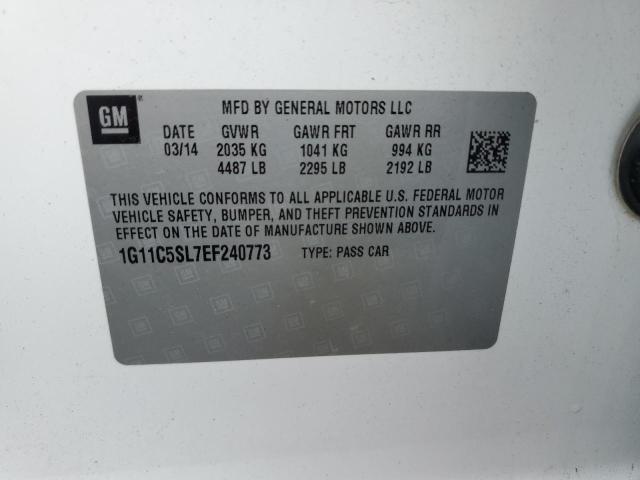 GM
MFD BY GENERAL MOTORS LLC
DATE GVWR GAWR FRT GAWR RR
03/14 2035 KG 1041 KG 994 KG
4487 LB 2295 LB 2192 LB
THIS VEHICLE CONFORMS TO ALL APPLICABLE U.S. FEDERAL MOTOR
VEHICLE SAFETY, BUMPER, AND THEFT PREVENTION STANDARDS IN
EFFECT ON THE DATE OF MANUFACTURE SHOWN ABOVE.
1G11C5SL7EF240773 TYPE: PASS CAR